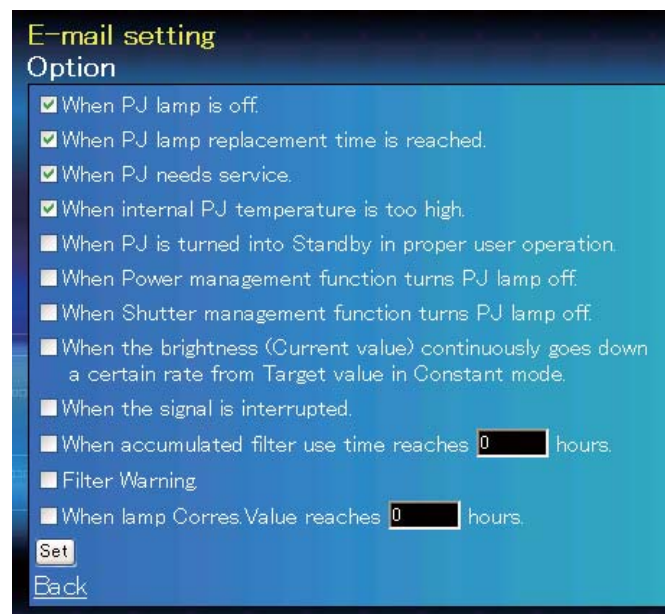 E-mail setting
Option
When PJ lamp is off.
When PJ lamp replacement time is reached.
When PJ needs service.
When internal PJ temperature is too high.
When PJ is turned into Standby in proper user operation.
When Power management function turns PJ lamp off.
When Shutter management function turns PJ lamp off.
When the brightness (Current value) continuously goes down
a certain rate from Target value in Constant mode.
When the signal is interrupted.
When accumulated filter use time reaches 0 hours.
Filter Warning
When lamp Corres.Value reaches 0 hours.
Set
Back